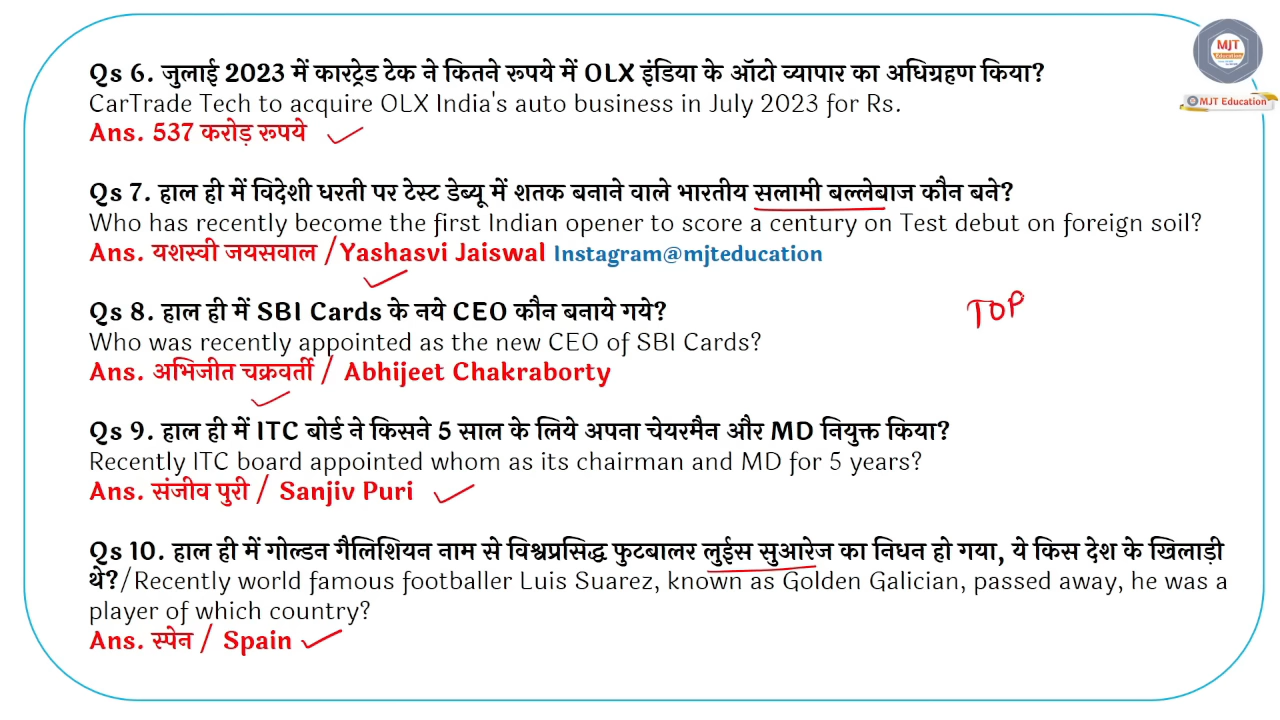 MJT
Education
MJT Education
Qs 6. जुलाई 2023 में कारट्रेड टेक ने कितने रूपये में OLX इंडिया के ऑटो व्यापार का अधिग्रहण किया?
CarTrade Tech to acquire OLX India's auto business in July 2023 for Rs.
Ans. 537 करोड़ रूपये
Qs 7. हाल ही में विदेशी धरती पर टेस्ट डेब्यू में शतक बनाने वाले भारतीय सलामी बल्लेबाज कौन बने?
Who has recently become the first Indian opener to score a century on Test debut on foreign soil?
Ans. यशस्वी जयसवाल / Yashasvi Jaiswal Instagram@mjteducation
Qs 8. हाल ही में SBI Cards के नये CEO कौन बनाये गये?
TOP
Who was recently appointed as the new CEO of SBI Cards?
Ans. अभिजीत चक्रवर्ती / Abhijeet Chakraborty
Qs 9. हाल ही में ITC बोर्ड ने किसने 5 साल के लिये अपना चेयरमैन और MD नियुक्त किया?
Recently ITC board appointed whom as its chairman and MD for 5 years?
Ans. संजीव पुरी / Sanjiv Puri
Qs 10. हाल ही में गोल्डन गैलिशियन नाम से विश्वप्रसिद्ध फुटबालर लुईस सुआरेज का निधन हो गया, ये किस देश के खिलाड़ी
थे?/Recently world famous footballer Luis Suarez, known as Golden Galician, passed away, he was a
player of which country?
Ans. स्पेन / Spain